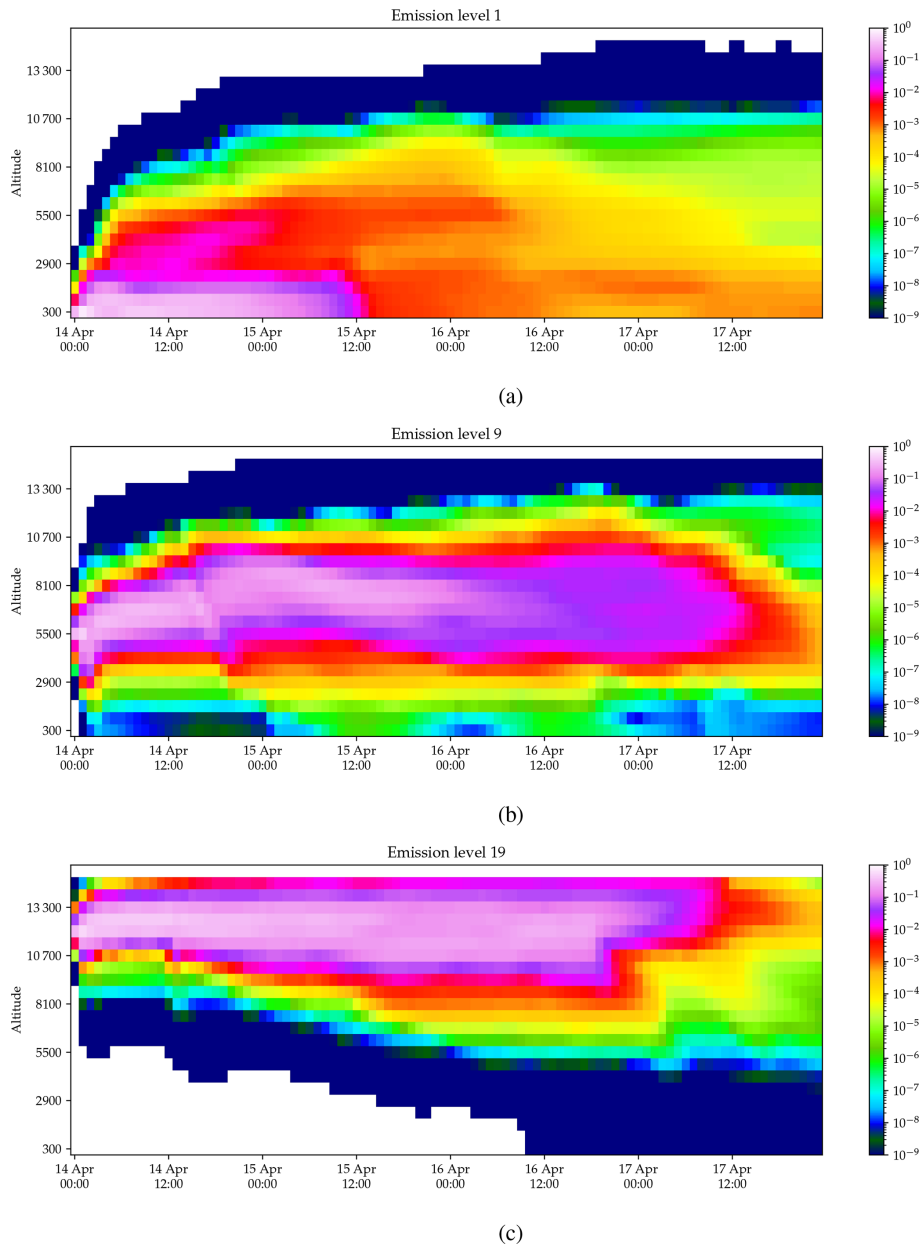 Emission level 1
Altitude
13 300
10 700
8100
5500
2900
300
14 Apr 00:00
14 Apr 12:00
15 Apr 00:00
15 Apr 12:00
16 Apr 00:00
16 Apr 12:00
17 Apr 00:00
17 Apr 12:00
10⁰
10⁻¹
10⁻²
10⁻³
10⁻⁴
10⁻⁵
10⁻⁶
10⁻⁷
10⁻⁸
10⁻⁹
(a)
Emission level 9
Altitude
13 300
10 700
8100
5500
2900
300
14 Apr 00:00
14 Apr 12:00
15 Apr 00:00
15 Apr 12:00
16 Apr 00:00
16 Apr 12:00
17 Apr 00:00
17 Apr 12:00
10⁰
10⁻¹
10⁻²
10⁻³
10⁻⁴
10⁻⁵
10⁻⁶
10⁻⁷
10⁻⁸
10⁻⁹
(b)
Emission level 19
Altitude
13 300
10 700
8100
5500
2900
300
14 Apr 00:00
14 Apr 12:00
15 Apr 00:00
15 Apr 12:00
16 Apr 00:00
16 Apr 12:00
17 Apr 00:00
17 Apr 12:00
10⁰
10⁻¹
10⁻²
10⁻³
10⁻⁴
10⁻⁵
10⁻⁶
10⁻⁷
10⁻⁸
10⁻⁹
(c)